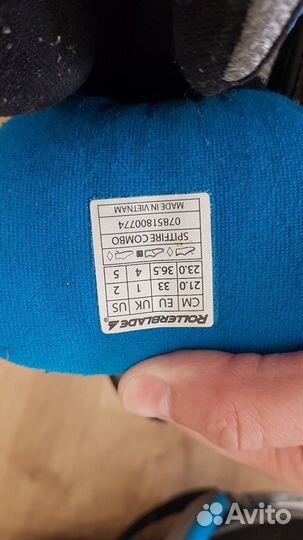 ROLLERBLADE
CM EU UK US
21.0 33 1 2
23.0 36.5 4 5
SPITFIRE COMBO
07851800774
MADE IN VIETNAM
Avito